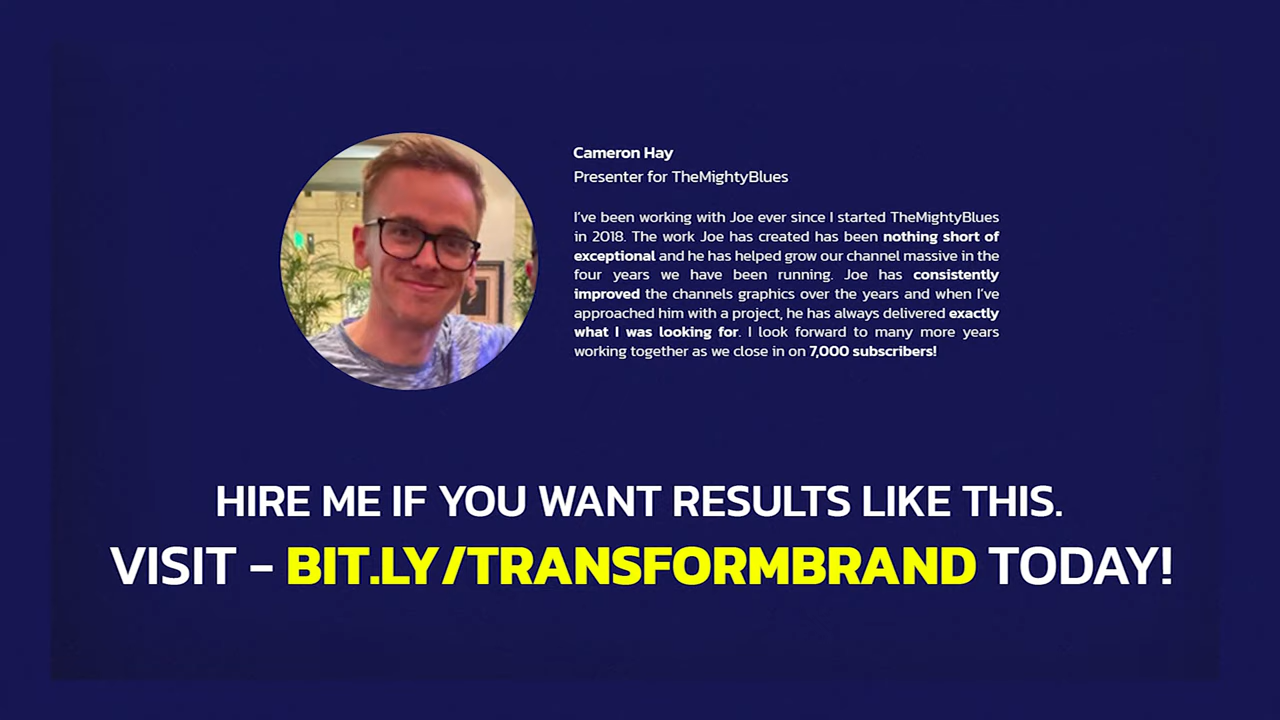 Cameron Hay
Presenter for TheMightyBlues
I've been working with Joe ever since I started TheMightyBlues
in 2018. The work Joe has created has been nothing short of
exceptional and he has helped grow our channel massive in the
four years we have been running. Joe has consistently
improved the channels graphics over the years and when I've
approached him with a project, he has always delivered exactly
what I was looking for. I look forward to many more years
working together as we close in on 7,000 subscribers!
HIRE ME IF YOU WANT RESULTS LIKE THIS.
VISIT – BIT.LY/TRANSFORMBRAND TODAY!